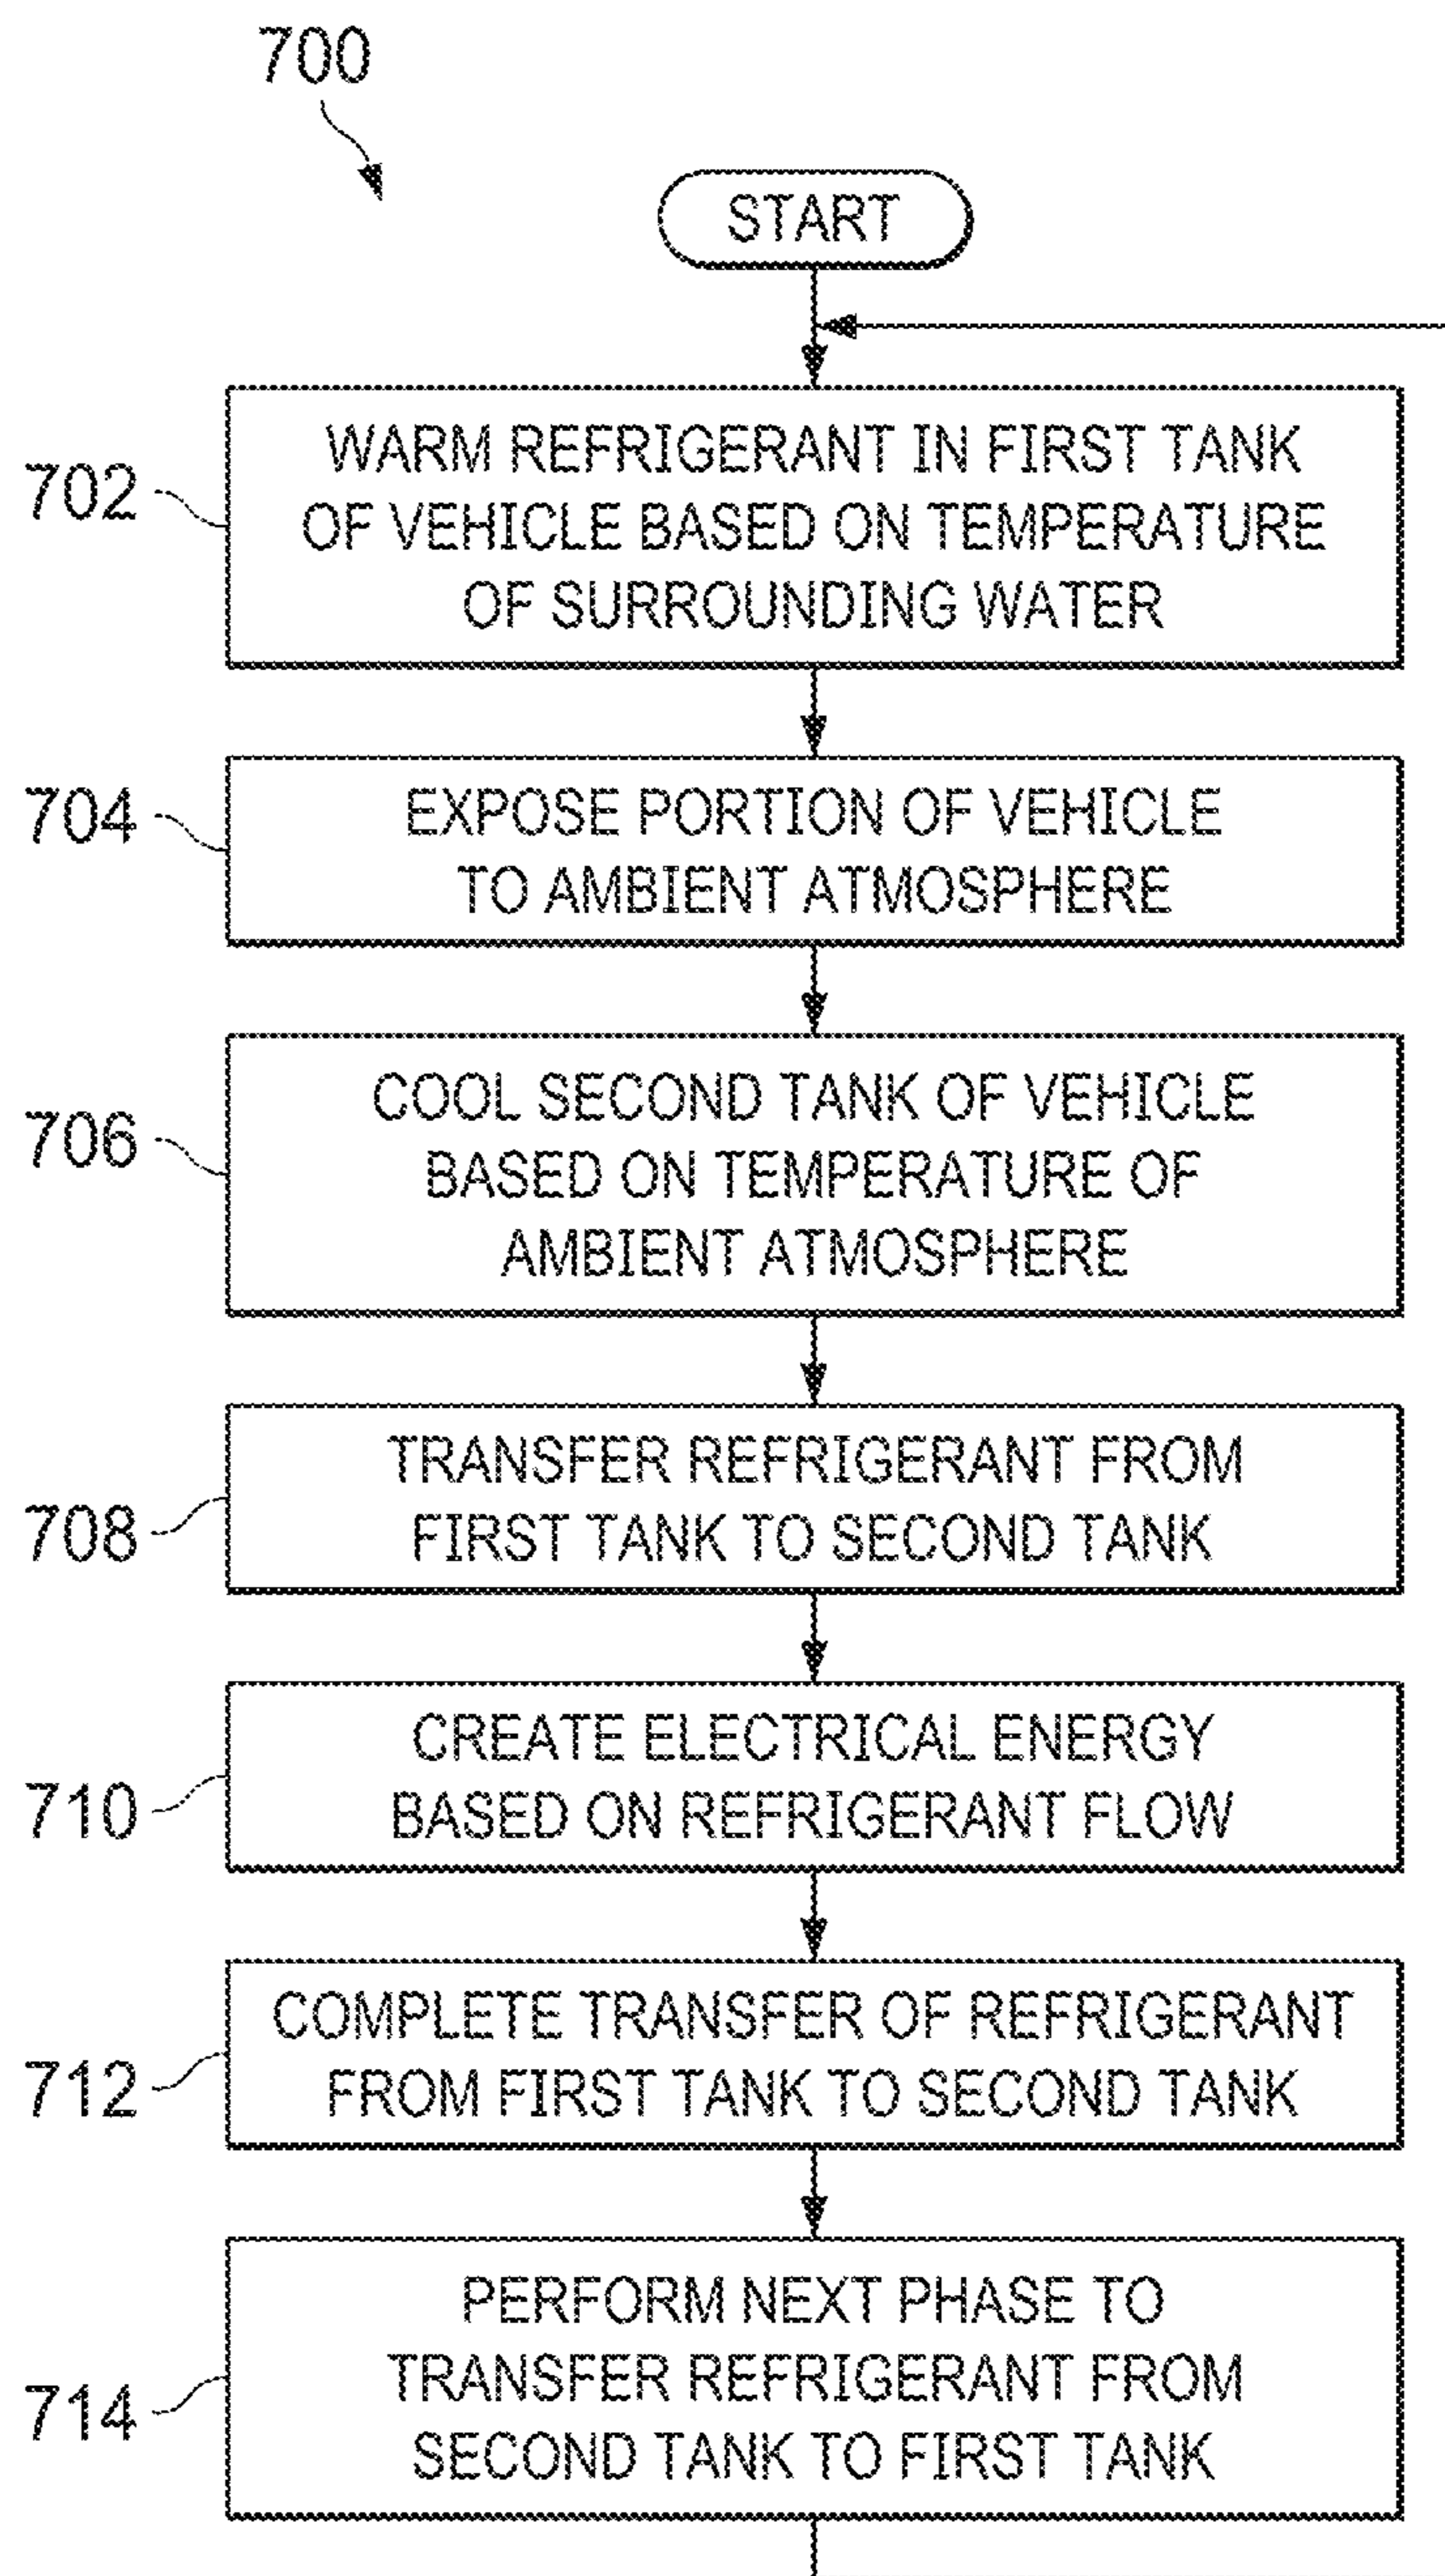 700
START
702
WARM REFRIGERANT IN FIRST TANK
OF VEHICLE BASED ON TEMPERATURE
OF SURROUNDING WATER
704
EXPOSE PORTION OF VEHICLE
TO AMBIENT ATMOSPHERE
706
COOL SECOND TANK OF VEHICLE
BASED ON TEMPERATURE OF
AMBIENT ATMOSPHERE
708
TRANSFER REFRIGERANT FROM
FIRST TANK TO SECOND TANK
710
CREATE ELECTRICAL ENERGY
BASED ON REFRIGERANT FLOW
712
COMPLETE TRANSFER OF REFRIGERANT
FROM FIRST TANK TO SECOND TANK
714
PERFORM NEXT PHASE TO
TRANSFER REFRIGERANT FROM
SECOND TANK TO FIRST TANK